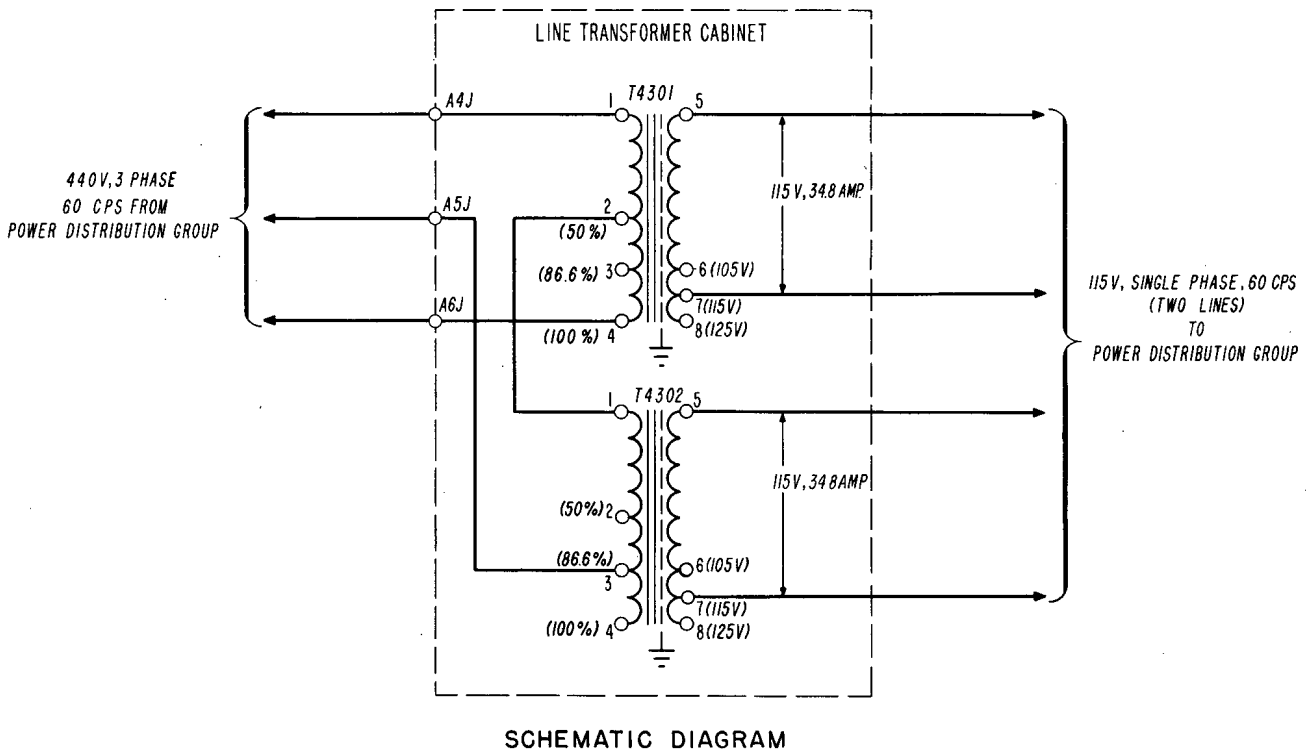 LINE TRANSFORMER CABINET
A4J
1
T4301
5
440V, 3 PHASE
60 CPS FROM
POWER DISTRIBUTION GROUP
A5J
2
(50%)
115V, 34.8 AMP.
(86.6%) 3
6 (105V)
7 (115V)
8 (125V)
A6J
(100%) 4
115V, SINGLE PHASE, 60 CPS
(TWO LINES)
TO
POWER DISTRIBUTION GROUP
1
T4302
5
115V, 34.8 AMP
(50%) 2
(86.6%)
3
6 (105V)
7 (115V)
8 (125V)
(100%) 4
SCHEMATIC DIAGRAM